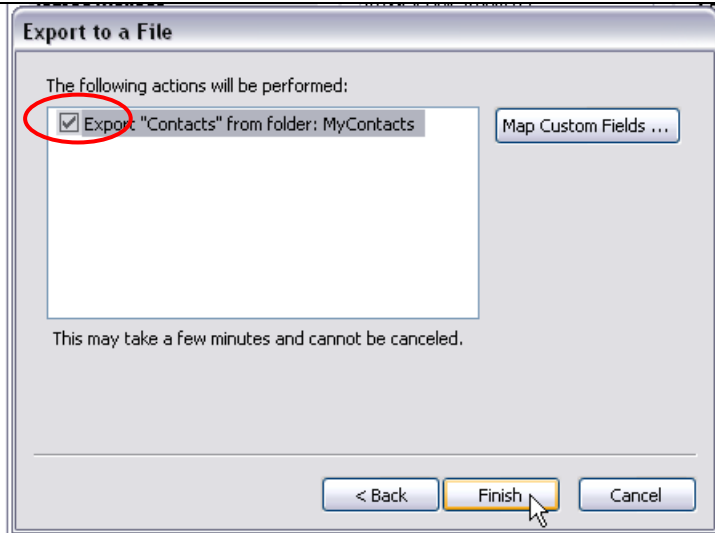 Export to a File
The following actions will be performed:
Export "Contacts" from folder: MyContacts
Map Custom Fields ...
This may take a few minutes and cannot be canceled.
< Back
Finish
Cancel